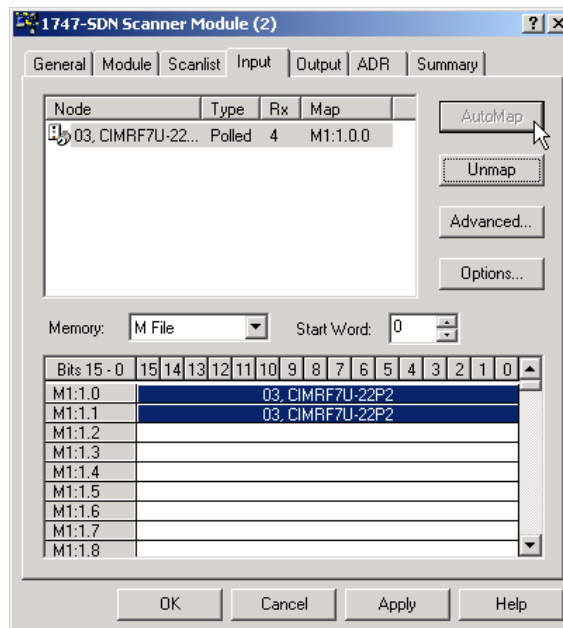 1747-SDN Scanner Module (2)
General Module Scanlist Input Output ADR Summary
Node Type Rx Map
03, CIMRF7U-22... Polled 4 M1:1.0.0
AutoMap
Unmap
Advanced...
Options...
Memory: M File Start Word: 0
Bits 15 - 0 15 14 13 12 11 10 9 8 7 6 5 4 3 2 1 0
M1:1.0 03, CIMRF7U-22P2
M1:1.1 03, CIMRF7U-22P2
M1:1.2
M1:1.3
M1:1.4
M1:1.5
M1:1.6
M1:1.7
M1:1.8
OK Cancel Apply Help